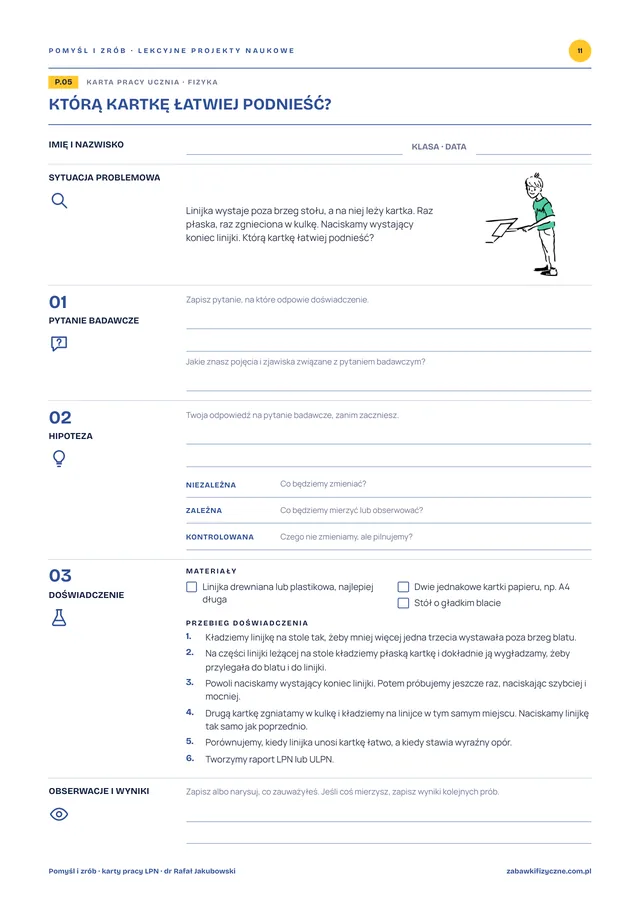 POMYŚL I ZRÓB · LEKCYJNE PROJEKTY NAUKOWE
11
P.05 KARTA PRACY UCZNIA · FIZYKA
KTÓRĄ KARTKĘ ŁATWIEJ PODNIEŚĆ?
IMIĘ I NAZWISKO
KLASA · DATA
SYTUACJA PROBLEMOWA
Linijka wystaje poza brzeg stołu, a na niej leży kartka. Raz
płaska, raz zgnieciona w kulkę. Naciskamy wystający
koniec linijki. Którą kartkę łatwiej podnieść?
01
PYTANIE BADAWCZE
Zapisz pytanie, na które odpowie doświadczenie.
Jakie znasz pojęcia i zjawiska związane z pytaniem badawczym?
02
HIPOTEZA
Twoja odpowiedź na pytanie badawcze, zanim zaczniesz.
NIEZALEŻNA Co będziemy zmieniać?
ZALEŻNA Co będziemy mierzyć lub obserwować?
KONTROLOWANA Czego nie zmieniamy, ale pilnujemy?
03
DOŚWIADCZENIE
MATERIAŁY
Linijka drewniana lub plastikowa, najlepiej
długa
Dwie jednakowe kartki papieru, np. A4
Stół o gładkim blacie
PRZEBIEG DOŚWIADCZENIA
1. Kładziemy linijkę na stole tak, żeby mniej więcej jedna trzecia wystawała poza brzeg blatu.
2. Na części linijki leżącej na stole kładziemy płaską kartkę i dokładnie ją wygładzamy, żeby
przylegała do blatu i do linijki.
3. Powoli naciskamy wystający koniec linijki. Potem próbujemy jeszcze raz, naciskając szybciej i
mocniej.
4. Drugą kartkę zgniatamy w kulkę i kładziemy na linijce w tym samym miejscu. Naciskamy linijkę
tak samo jak poprzednio.
5. Porównujemy, kiedy linijka unosi kartkę łatwo, a kiedy stawia wyraźny opór.
6. Tworzymy raport LPN lub ULPN.
OBSERWACJE I WYNIKI
Zapisz albo narysuj, co zauważyłeś. Jeśli coś mierzysz, zapisz wyniki kolejnych prób.
Pomyśl i zrób · karty pracy LPN · dr Rafał Jakubowski
zabawkifizyczne.com.pl